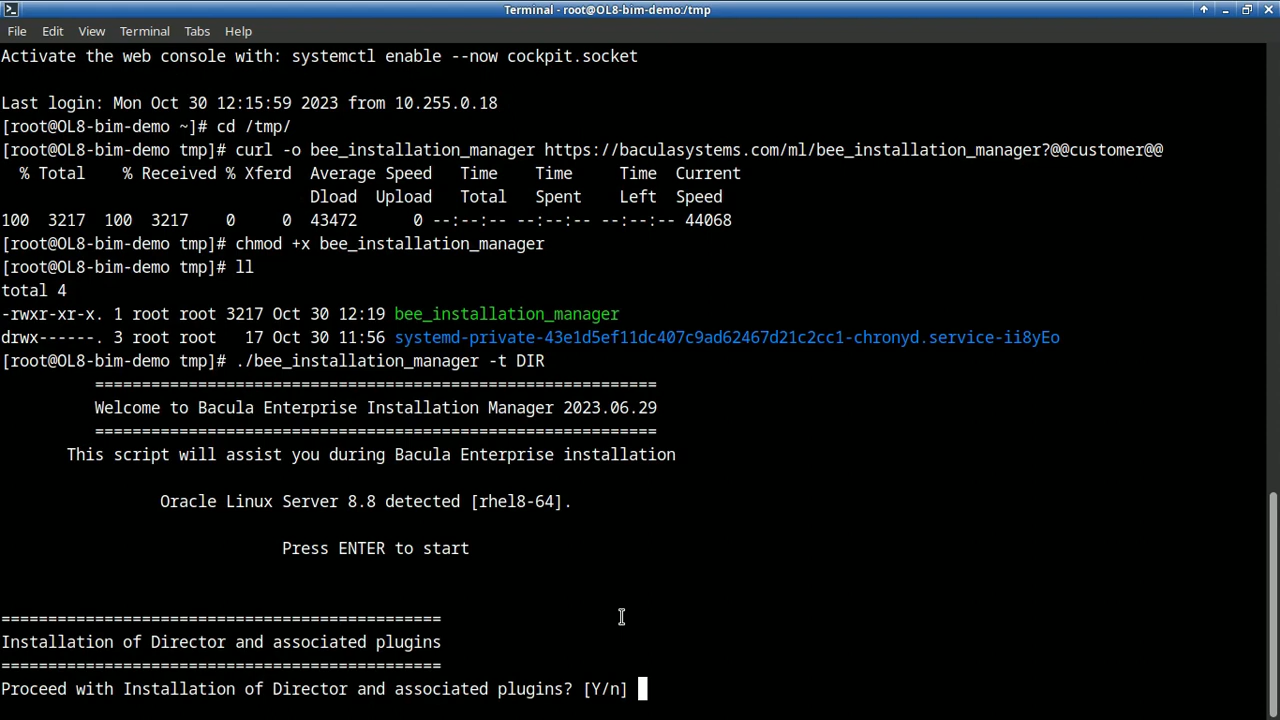 Terminal - root@OL8-bim-demo:/tmp
File Edit View Terminal Tabs Help
Activate the web console with: systemctl enable --now cockpit.socket
Last login: Mon Oct 30 12:15:59 2023 from 10.255.0.18
[root@OL8-bim-demo ~]# cd /tmp/
[root@OL8-bim-demo tmp]# curl -o bee_installation_manager https://baculasystems.com/ml/bee_installation_manager?@@customer@@
  % Total    % Received % Xferd  Average Speed   Time    Time     Time  Current
                                 Dload  Upload   Total   Spent    Left  Speed
100  3217  100  3217    0     0  43472      0 --:--:-- --:--:-- --:--:-- 44068
[root@OL8-bim-demo tmp]# chmod +x bee_installation_manager
[root@OL8-bim-demo tmp]# ll
total 4
-rwxr-xr-x. 1 root root 3217 Oct 30 12:19 bee_installation_manager
drwx------. 3 root root   17 Oct 30 11:56 systemd-private-43e1d5ef11dc407c9ad62467d21c2cc1-chronyd.service-ii8yEo
[root@OL8-bim-demo tmp]# ./bee_installation_manager -t DIR
          ============================================================
          Welcome to Bacula Enterprise Installation Manager 2023.06.29
          ============================================================
       This script will assist you during Bacula Enterprise installation
                 Oracle Linux Server 8.8 detected [rhel8-64].
                              Press ENTER to start
===============================================
Installation of Director and associated plugins
===============================================
Proceed with Installation of Director and associated plugins? [Y/n]